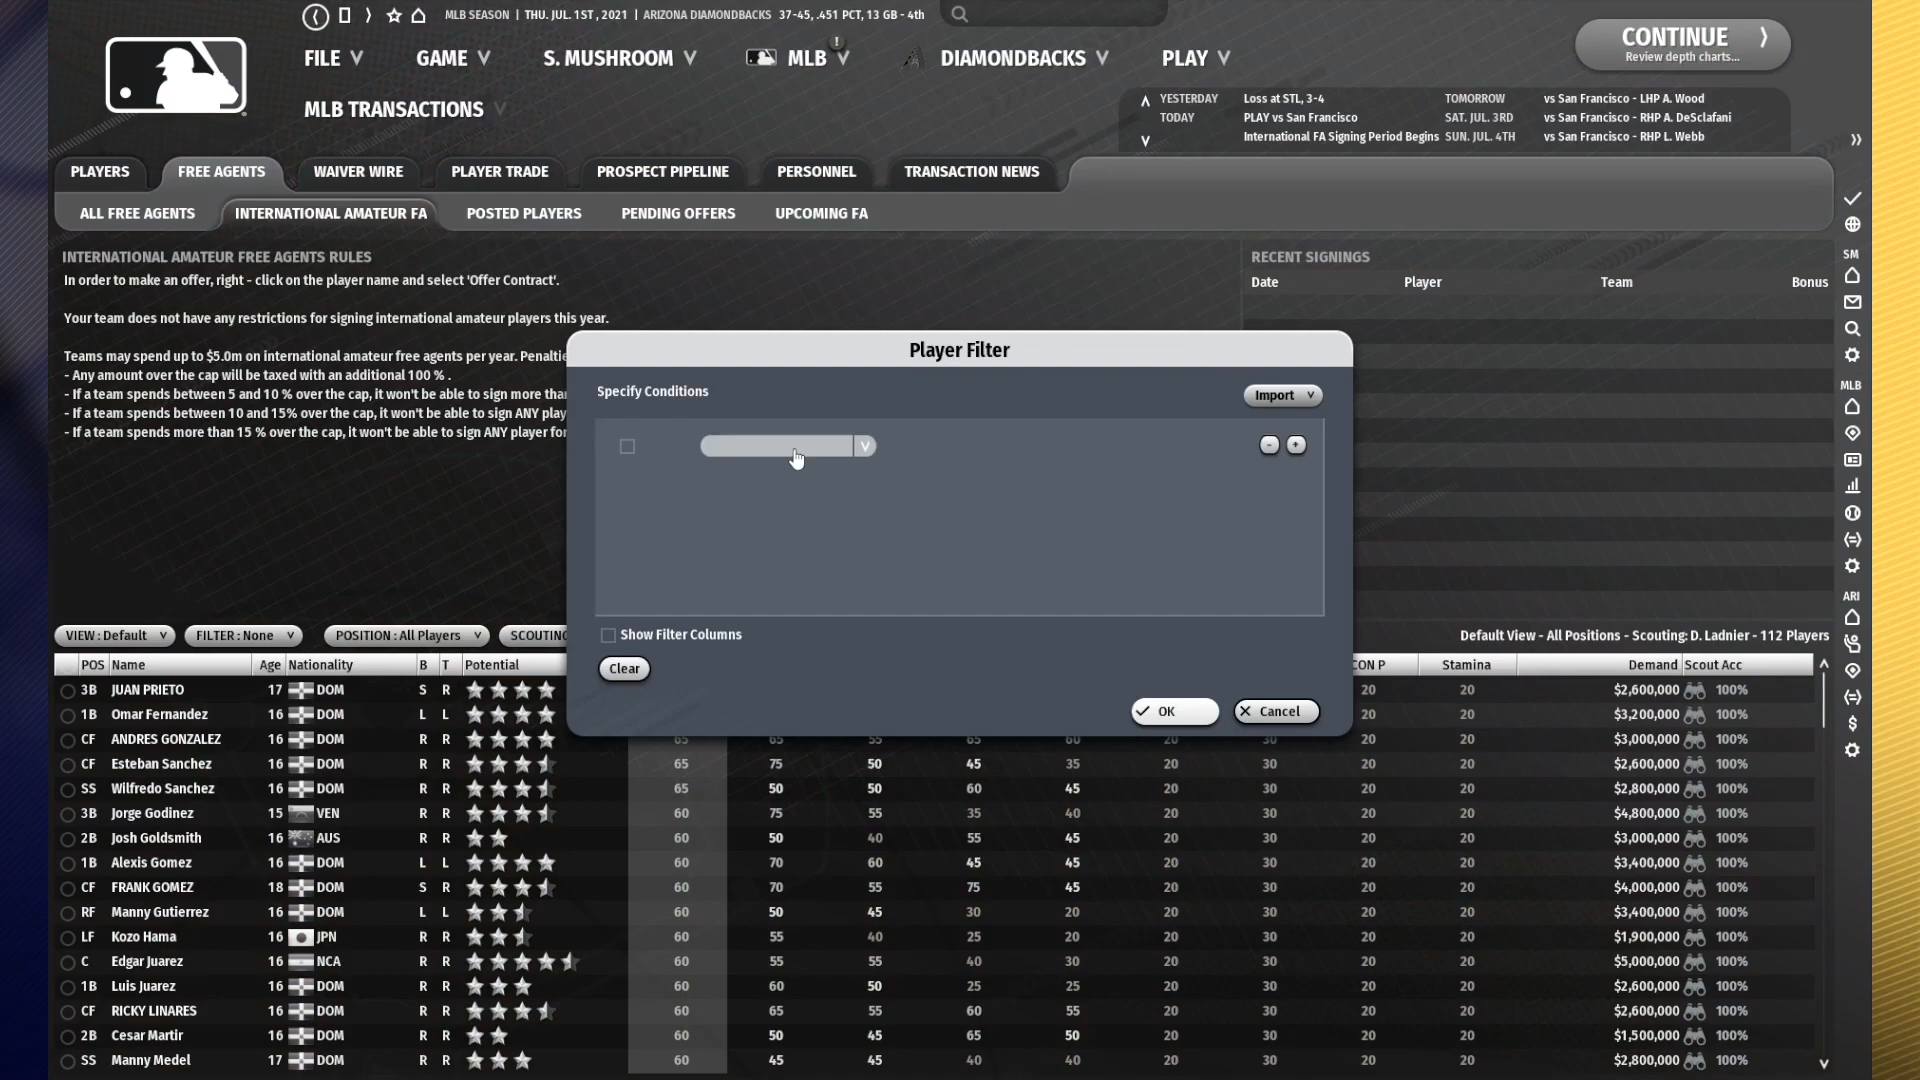 MLB SEASON | THU. JUL. 1ST , 2021 | ARIZONA DIAMONDBACKS 37-45, .451 PCT, 13 GB - 4th
FILE GAME S. MUSHROOM MLB ! DIAMONDBACKS PLAY
CONTINUE
Review depth charts...
MLB TRANSACTIONS
YESTERDAY Loss at STL, 3-4 TOMORROW vs San Francisco - LHP A. Wood
TODAY PLAY vs San Francisco SAT. JUL. 3RD vs San Francisco - RHP A. DeSclafani
International FA Signing Period Begins SUN. JUL. 4TH vs San Francisco - RHP L. Webb
PLAYERS FREE AGENTS WAIVER WIRE PLAYER TRADE PROSPECT PIPELINE PERSONNEL TRANSACTION NEWS
ALL FREE AGENTS INTERNATIONAL AMATEUR FA POSTED PLAYERS PENDING OFFERS UPCOMING FA
INTERNATIONAL AMATEUR FREE AGENTS RULES
In order to make an offer, right - click on the player name and select 'Offer Contract'.
Your team does not have any restrictions for signing international amateur players this year.
Teams may spend up to $5.0m on international amateur free agents per year. Penaltie
- Any amount over the cap will be taxed with an additional 100 % .
- If a team spends between 5 and 10 % over the cap, it won't be able to sign more than
- If a team spends between 10 and 15% over the cap, it won't be able to sign ANY play
- If a team spends more than 15 % over the cap, it won't be able to sign ANY player for
RECENT SIGNINGS
Date Player Team Bonus
Player Filter
Specify Conditions
Import
- +
Show Filter Columns
Clear
OK Cancel
SM
MLB
ARI
VIEW : Default FILTER : None POSITION : All Players SCOUTING
Default View - All Positions - Scouting: D. Ladnier - 112 Players
POS Name Age Nationality B T Potential CON P Stamina Demand Scout Acc
3B JUAN PRIETO 17 DOM S R 20 20 $2,600,000 100%
1B Omar Fernandez 16 DOM L L 20 20 $3,200,000 100%
CF ANDRES GONZALEZ 16 DOM R R 65 65 55 65 60 20 30 20 20 $3,000,000 100%
CF Esteban Sanchez 16 DOM R R 65 75 50 45 35 20 30 20 20 $2,600,000 100%
SS Wilfredo Sanchez 16 DOM R R 65 50 50 60 45 20 30 20 20 $2,800,000 100%
3B Jorge Godinez 15 VEN R R 60 75 55 35 40 20 30 20 20 $4,800,000 100%
2B Josh Goldsmith 16 AUS R R 60 50 40 55 45 20 30 20 20 $3,000,000 100%
1B Alexis Gomez 16 DOM L L 60 70 60 45 45 20 30 20 20 $3,400,000 100%
CF FRANK GOMEZ 18 DOM S R 60 70 55 75 45 20 30 20 20 $4,000,000 100%
RF Manny Gutierrez 16 DOM L L 60 50 45 30 20 20 30 20 20 $3,400,000 100%
LF Kozo Hama 16 JPN R R 60 55 40 25 20 20 30 20 20 $1,900,000 100%
C Edgar Juarez 16 NCA R R 60 55 55 40 30 20 30 20 20 $5,000,000 100%
1B Luis Juarez 16 DOM R R 60 60 50 25 25 20 30 20 20 $2,600,000 100%
CF RICKY LINARES 16 DOM R R 60 65 55 60 55 20 30 20 20 $2,600,000 100%
2B Cesar Martir 16 DOM R R 60 50 45 65 50 20 30 20 20 $1,500,000 100%
SS Manny Medel 17 DOM R R 60 45 45 40 40 20 30 20 20 $2,800,000 100%